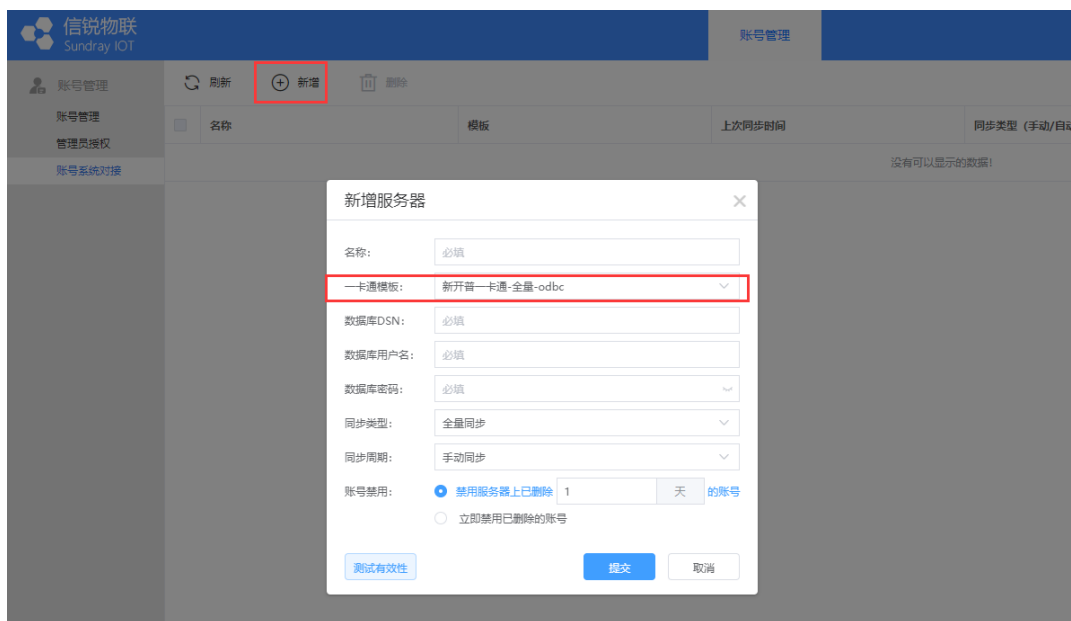 信锐物联
Sundray IOT
账号管理
账号管理
刷新
新增
删除
账号管理
管理员授权
账号系统对接
名称
模板
上次同步时间
同步类型（手动/自动
没有可以显示的数据!
新增服务器
名称: 必填
一卡通模板: 新开普一卡通-全量-odbc
数据库DSN: 必填
数据库用户名: 必填
数据库密码: 必填
同步类型: 全量同步
同步周期: 手动同步
账号禁用: 禁用服务器上已删除 1 天 的账号
立即禁用已删除的账号
测试有效性
提交
取消